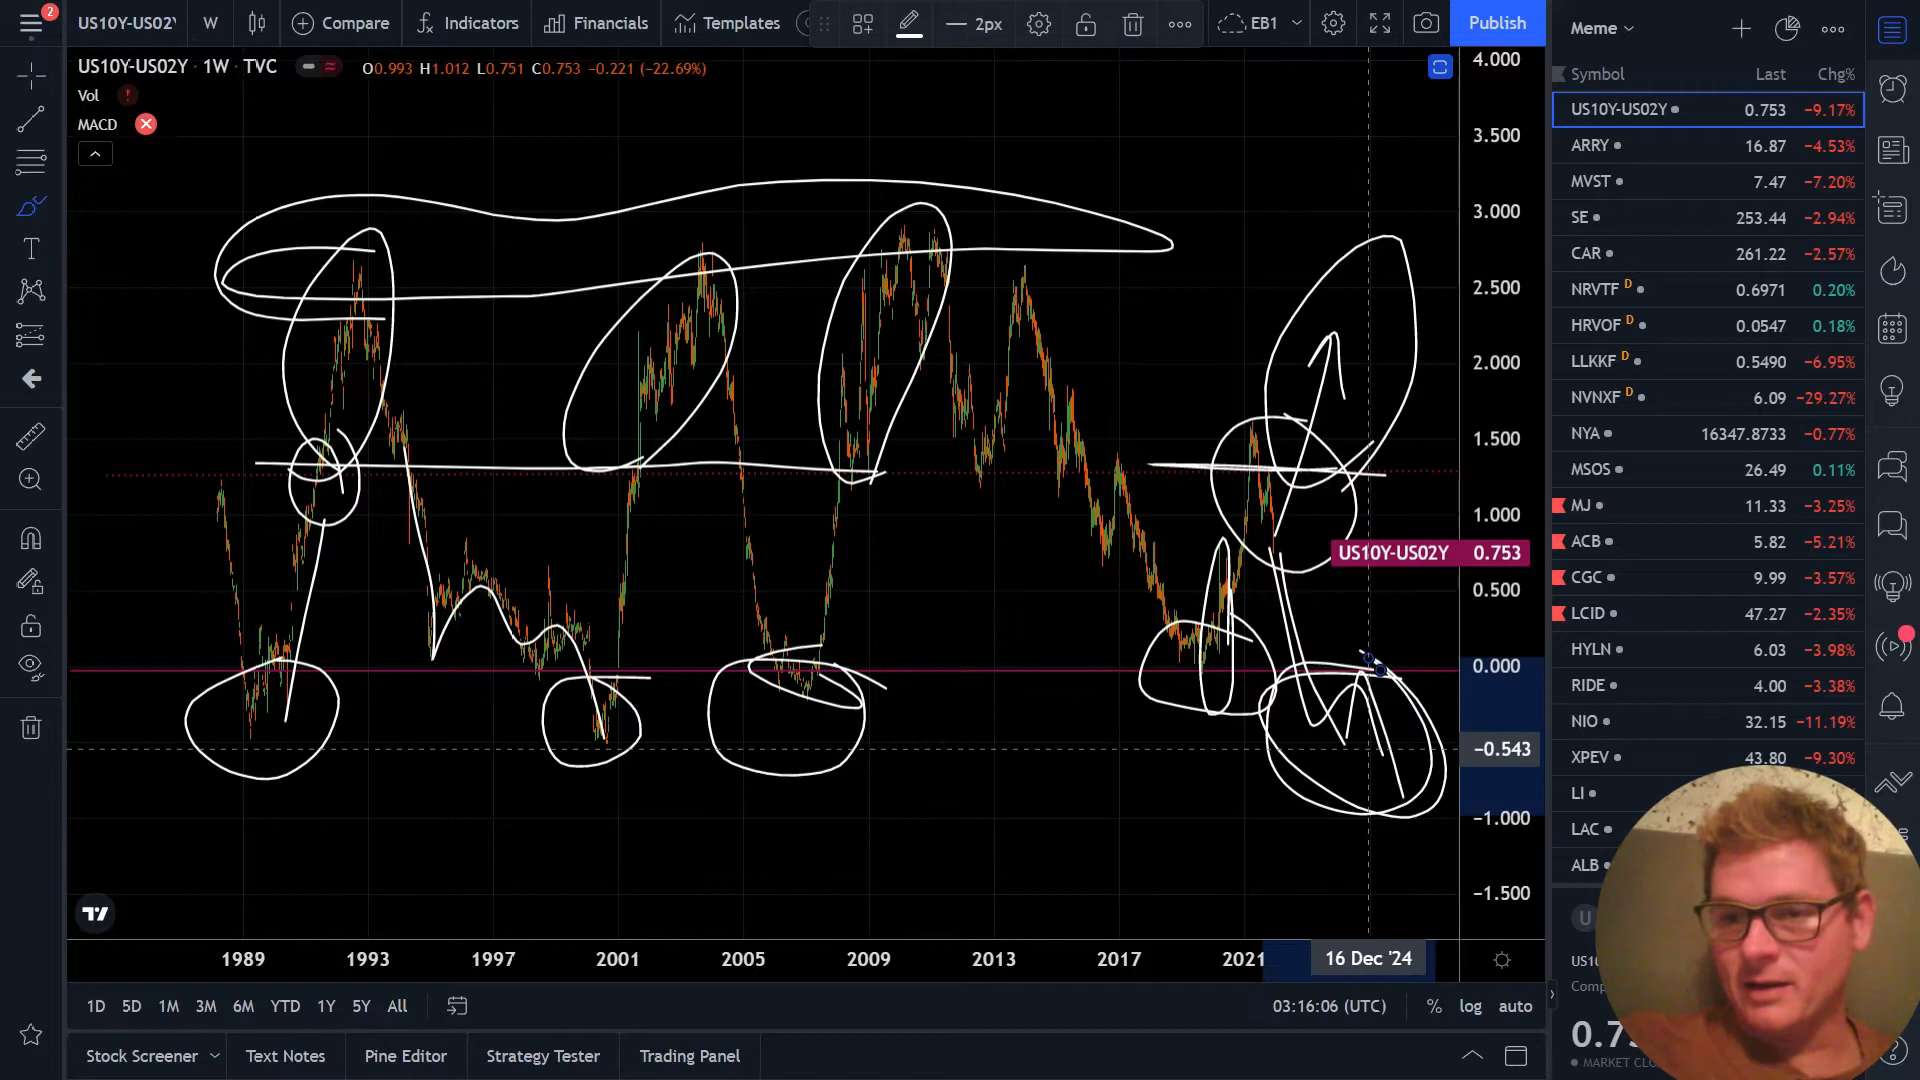 2
US10Y-US02Y
W
Compare
Indicators
Financials
Templates
2px
EB1
Publish
US10Y-US02Y · 1W · TVC
O0.993 H1.012 L0.751 C0.753 −0.221 (−22.69%)
Vol
!
MACD
4.000
3.500
3.000
2.500
2.000
1.500
1.000
US10Y-US02Y 0.753
0.500
0.000
−0.543
−1.000
−1.500
1989
1993
1997
2001
2005
2009
2013
2017
2021
16 Dec '24
1D 5D 1M 3M 6M YTD 1Y 5Y All
03:16:06 (UTC)
% log auto
Stock Screener
Text Notes
Pine Editor
Strategy Tester
Trading Panel
Meme
Symbol Last Chg%
US10Y-US02Y 0.753 −9.17%
ARRY 16.87 −4.53%
MVST 7.47 −7.20%
SE 253.44 −2.94%
CAR 261.22 −2.57%
NRVTF D 0.6971 0.20%
HRVOF D 0.0547 0.18%
LLKKF D 0.5490 −6.95%
NVNXF D 6.09 −29.27%
NYA 16347.8733 −0.77%
MSOS 26.49 0.11%
MJ 11.33 −3.25%
ACB 5.82 −5.21%
CGC 9.99 −3.57%
LCID 47.27 −2.35%
HYLN 6.03 −3.98%
RIDE 4.00 −3.38%
NIO 32.15 −11.19%
XPEV 43.80 −9.30%
LI
LAC
ALB
U